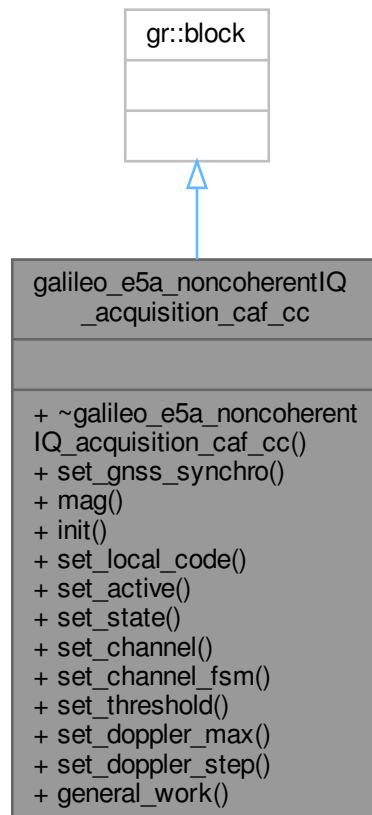 gr::block
galileo_e5a_noncoherentIQ
_acquisition_caf_cc
+ ~galileo_e5a_noncoherent
IQ_acquisition_caf_cc()
+ set_gnss_synchro()
+ mag()
+ init()
+ set_local_code()
+ set_active()
+ set_state()
+ set_channel()
+ set_channel_fsm()
+ set_threshold()
+ set_doppler_max()
+ set_doppler_step()
+ general_work()